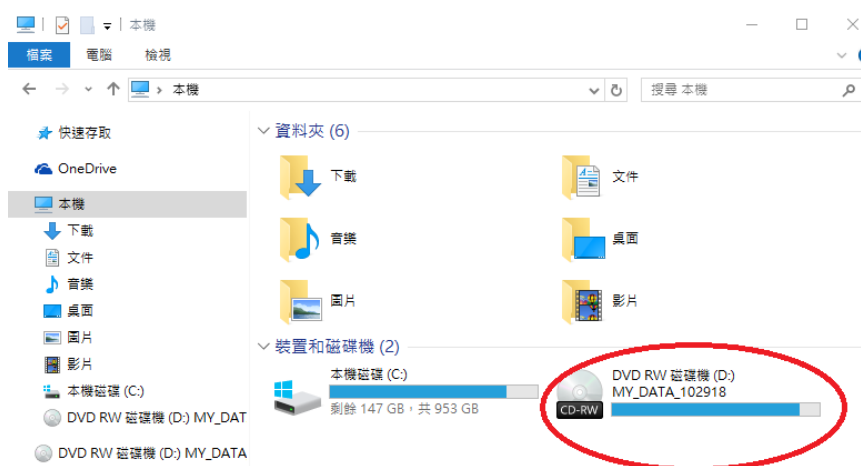 本機
檔案 電腦 檢視
本機
搜尋 本機
快速存取
OneDrive
本機
下載
文件
音樂
桌面
圖片
影片
本機磁碟 (C:)
DVD RW 磁碟機 (D:) MY_DAT
DVD RW 磁碟機 (D:) MY_DATA
資料夾 (6)
下載
文件
音樂
桌面
圖片
影片
裝置和磁碟機 (2)
本機磁碟 (C:)
剩餘 147 GB，共 953 GB
DVD RW 磁碟機 (D:)
MY_DATA_102918
CD-RW